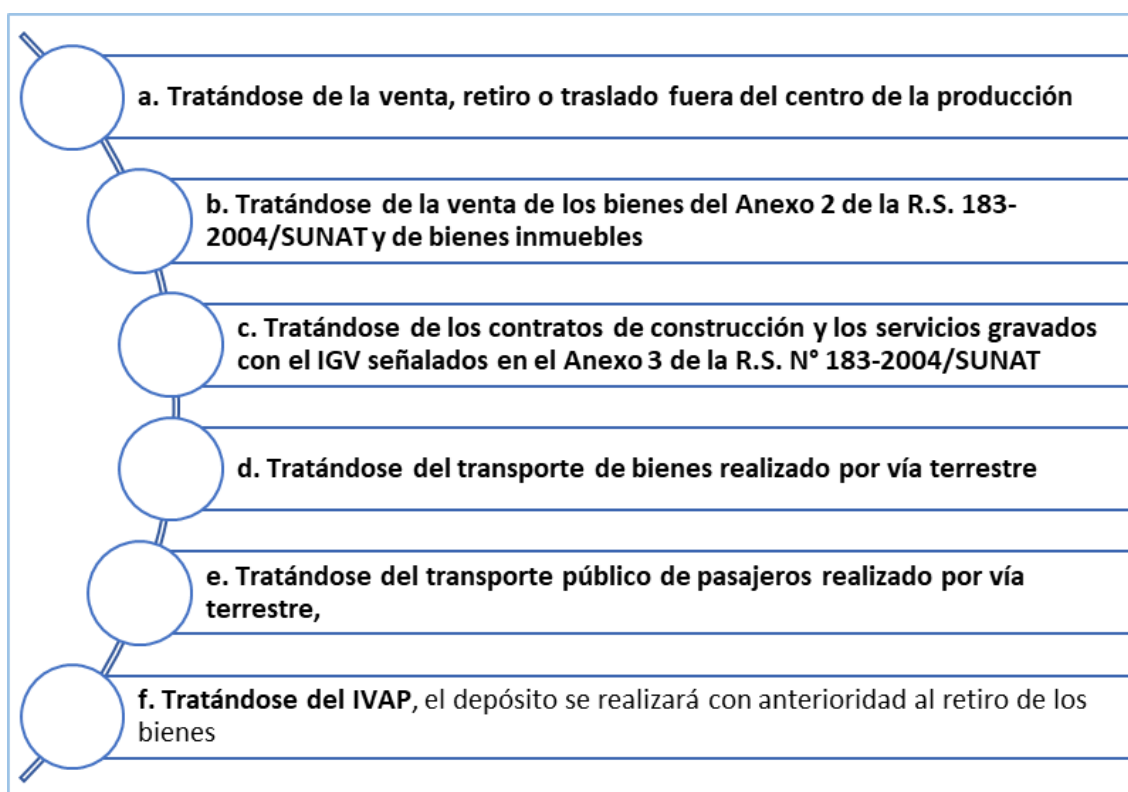 a. Tratándose de la venta, retiro o traslado fuera del centro de la producción
b. Tratándose de la venta de los bienes del Anexo 2 de la R.S. 183-
2004/SUNAT y de bienes inmuebles
c. Tratándose de los contratos de construcción y los servicios gravados
con el IGV señalados en el Anexo 3 de la R.S. N° 183-2004/SUNAT
d. Tratándose del transporte de bienes realizado por vía terrestre
e. Tratándose del transporte público de pasajeros realizado por vía
terrestre,
f. Tratándose del IVAP, el depósito se realizará con anterioridad al retiro de los
bienes